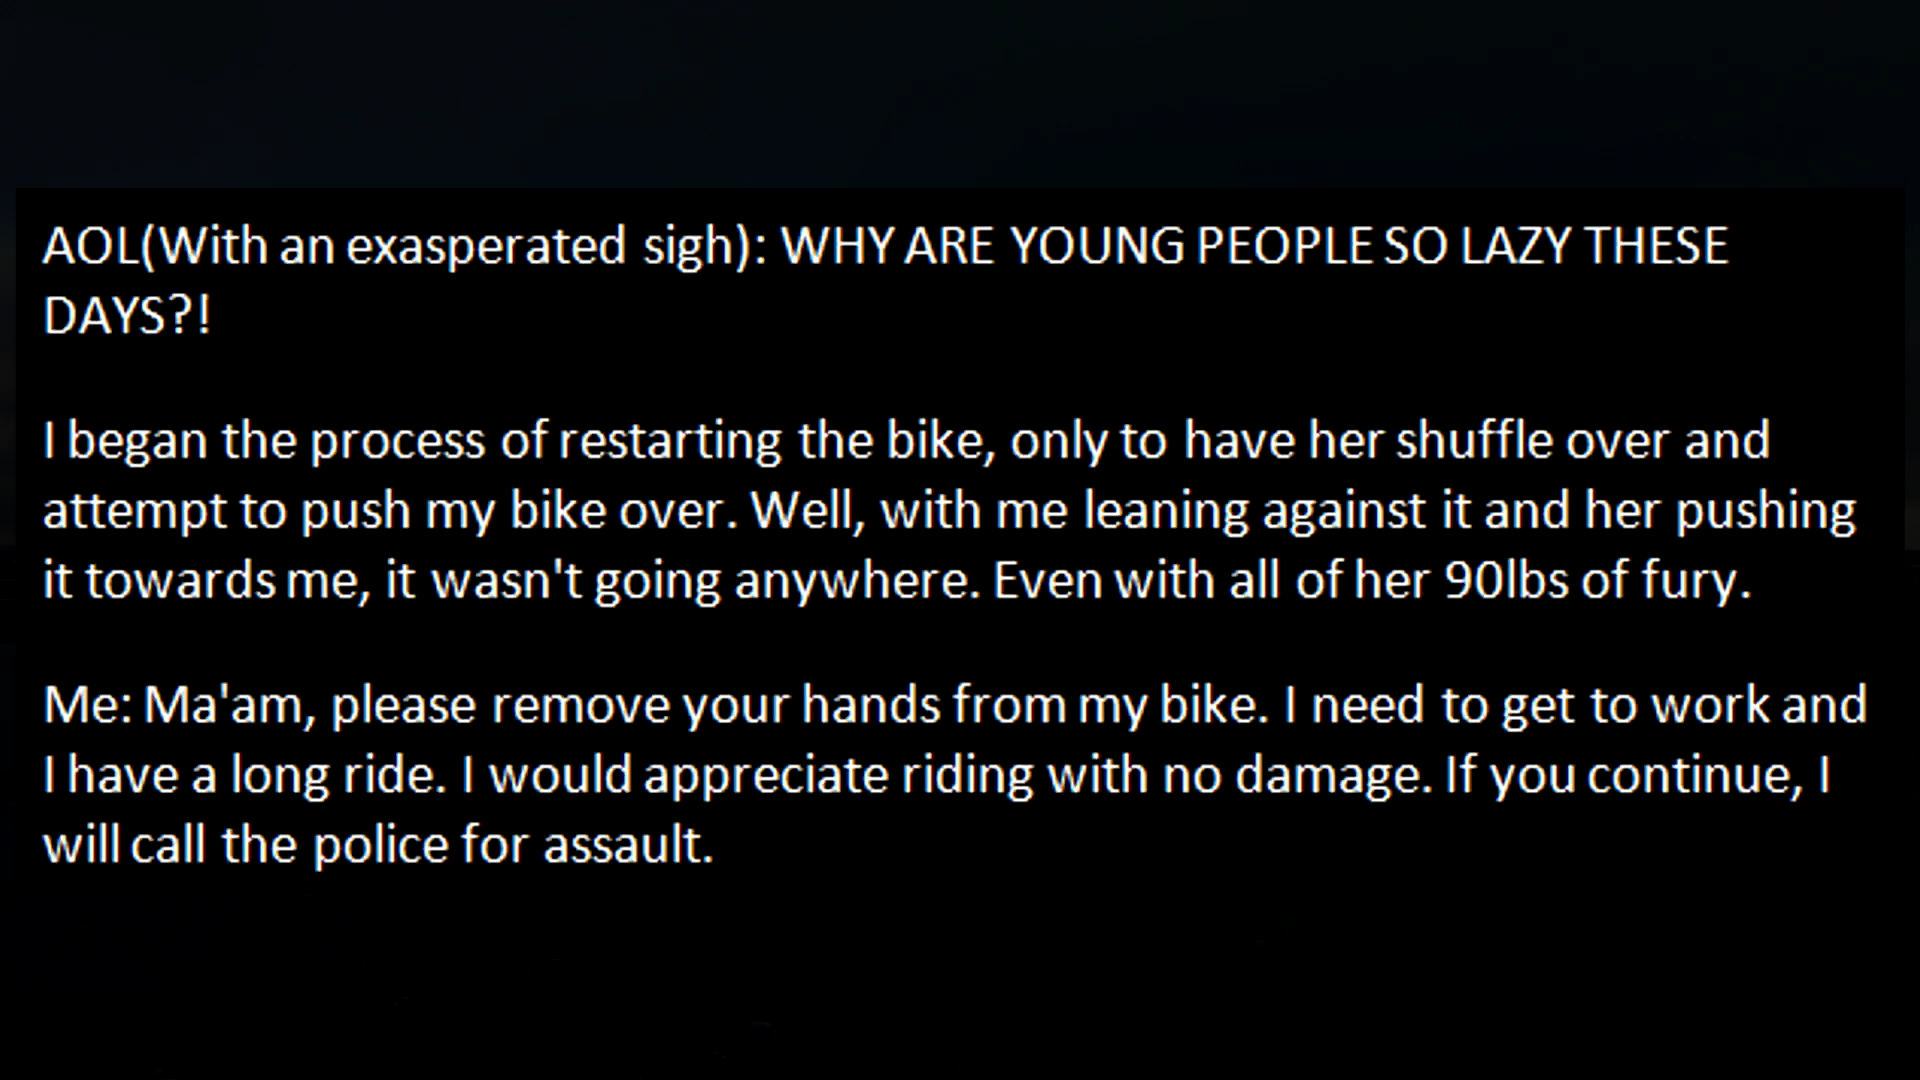 AOL(With an exasperated sigh): WHY ARE YOUNG PEOPLE SO LAZY THESE
DAYS?!
I began the process of restarting the bike, only to have her shuffle over and
attempt to push my bike over. Well, with me leaning against it and her pushing
it towards me, it wasn't going anywhere. Even with all of her 90lbs of fury.
Me: Ma'am, please remove your hands from my bike. I need to get to work and
I have a long ride. I would appreciate riding with no damage. If you continue, I
will call the police for assault.